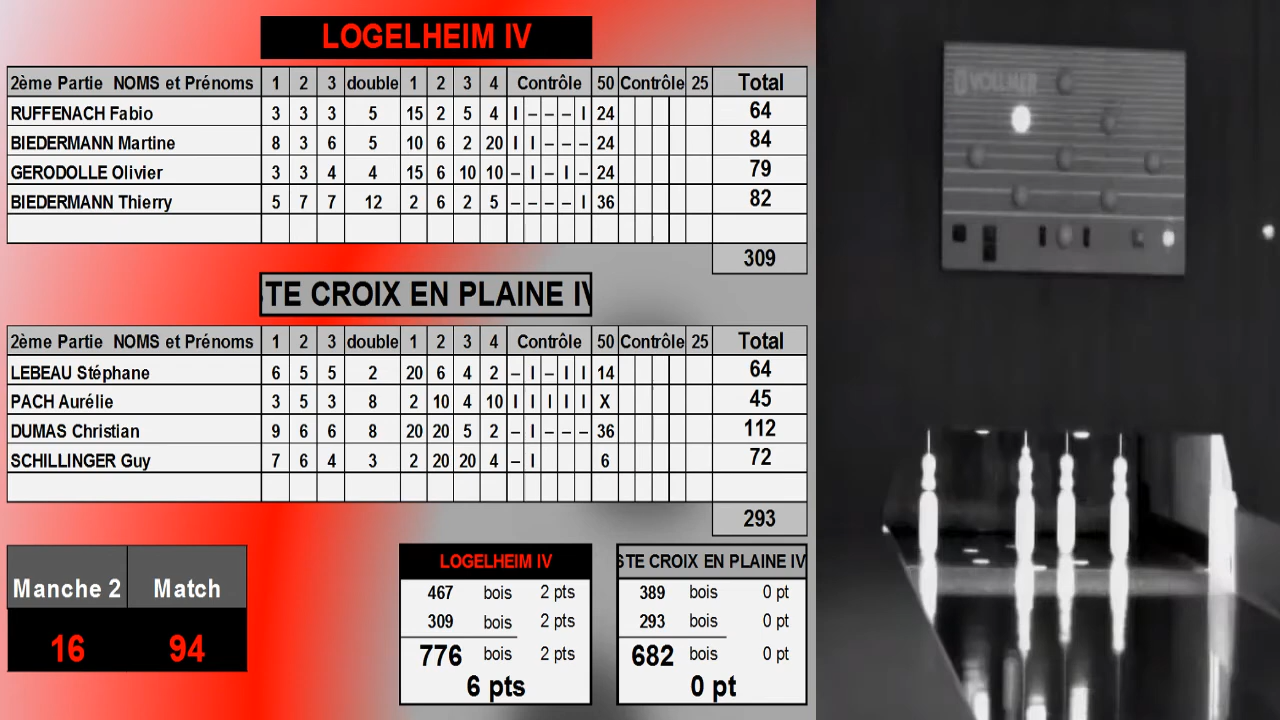 LOGELHEIM IV
2ème Partie NOMS et Prénoms 1 2 3 double 1 2 3 4 Contrôle 50 Contrôle 25 Total
RUFFENACH Fabio 3 3 3 5 15 2 5 4 I – – – I 24 64
BIEDERMANN Martine 8 3 6 5 10 6 2 20 I I – – – 24 84
GERODOLLE Olivier 3 3 4 4 15 6 10 10 – I – I – 24 79
BIEDERMANN Thierry 5 7 7 12 2 6 2 5 – – – – I 36 82
309
STE CROIX EN PLAINE IV
2ème Partie NOMS et Prénoms 1 2 3 double 1 2 3 4 Contrôle 50 Contrôle 25 Total
LEBEAU Stéphane 6 5 5 2 20 6 4 2 – I – I I 14 64
PACH Aurélie 3 5 3 8 2 10 4 10 I I I I I X 45
DUMAS Christian 9 6 6 8 20 20 5 2 – I – – – 36 112
SCHILLINGER Guy 7 6 4 3 2 20 20 4 – I 6 72
293
Manche 2 Match
16 94
LOGELHEIM IV
467 bois 2 pts
309 bois 2 pts
776 bois 2 pts
6 pts
STE CROIX EN PLAINE IV
389 bois 0 pt
293 bois 0 pt
682 bois 0 pt
0 pt
VOLLMER